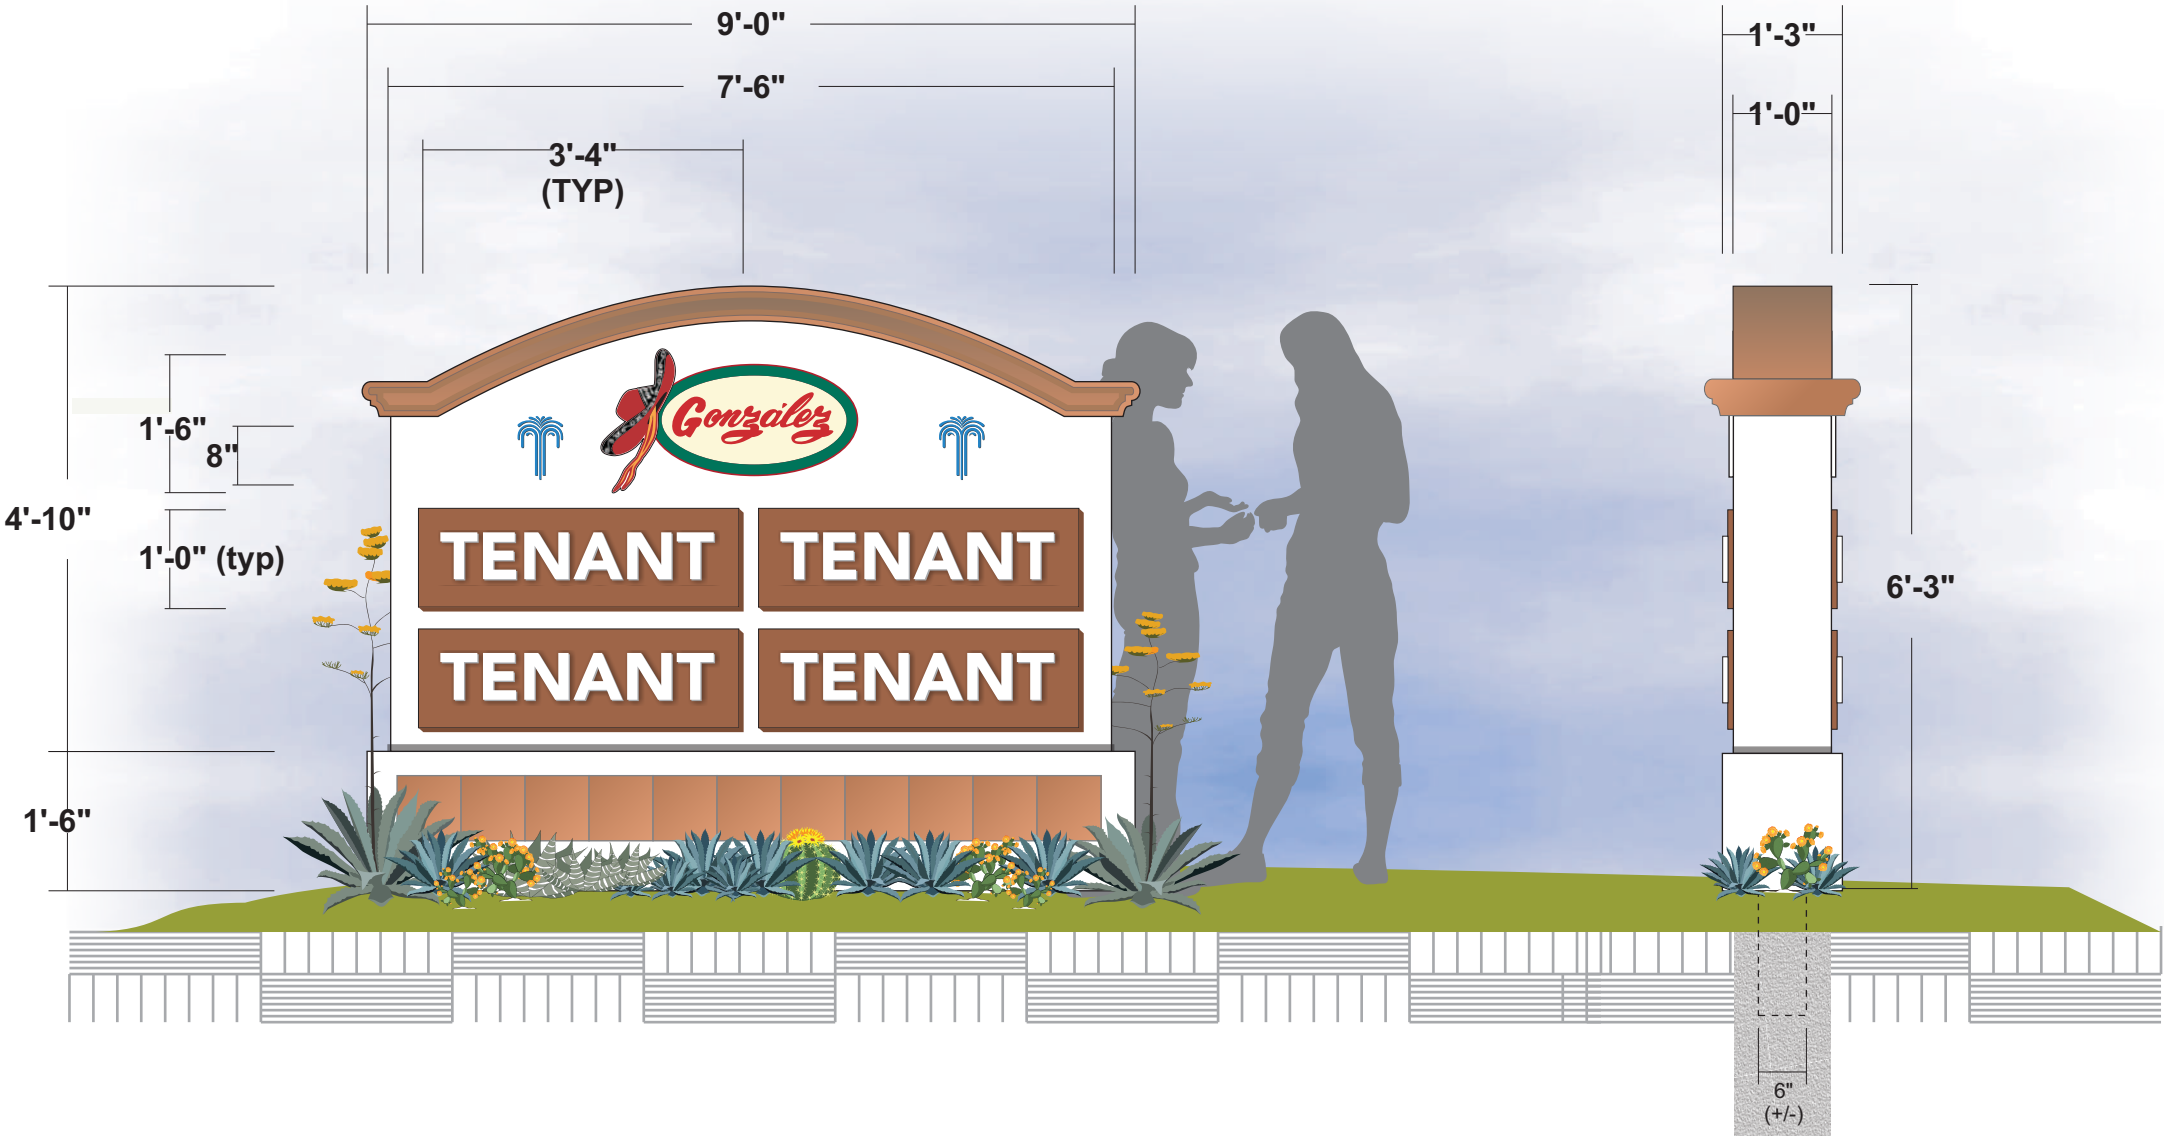 9'-0"
1'-3"
7'-6"
1'-0"
3'-4"
(TYP)
González
1'-6"
8"
4'-10"
1'-0" (typ)
TENANT TENANT
6'-3"
TENANT TENANT
1'-6"
6"
(+/-)